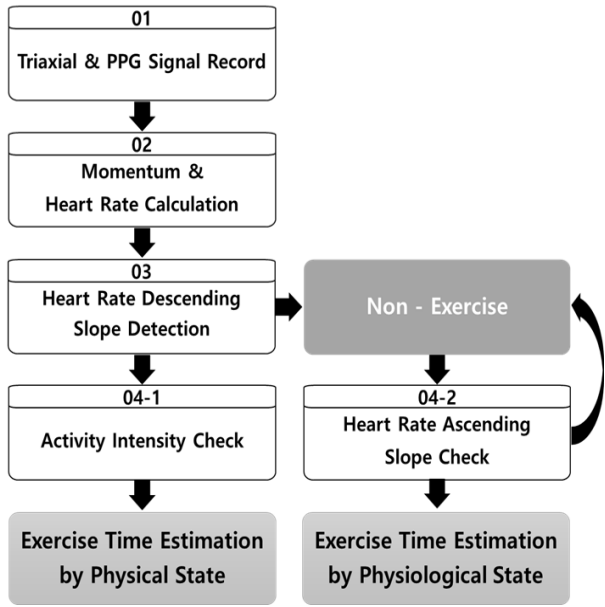 01
Triaxial & PPG Signal Record
02
Momentum &
Heart Rate Calculation
03
Heart Rate Descending
Slope Detection
Non - Exercise
04-1
Activity Intensity Check
04-2
Heart Rate Ascending
Slope Check
Exercise Time Estimation
by Physical State
Exercise Time Estimation
by Physiological State